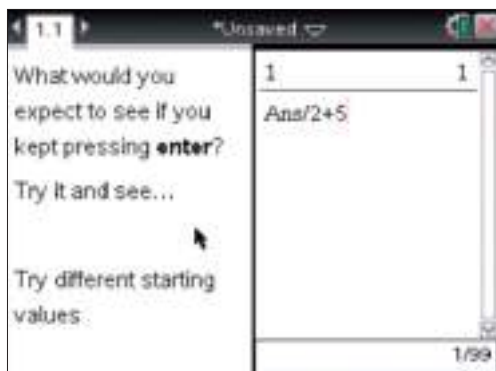 1.1 *Unsaved
What would you
expect to see if you
kept pressing enter?
Try it and see...
Try different starting
values
1 1
Ans/2+5
1/99